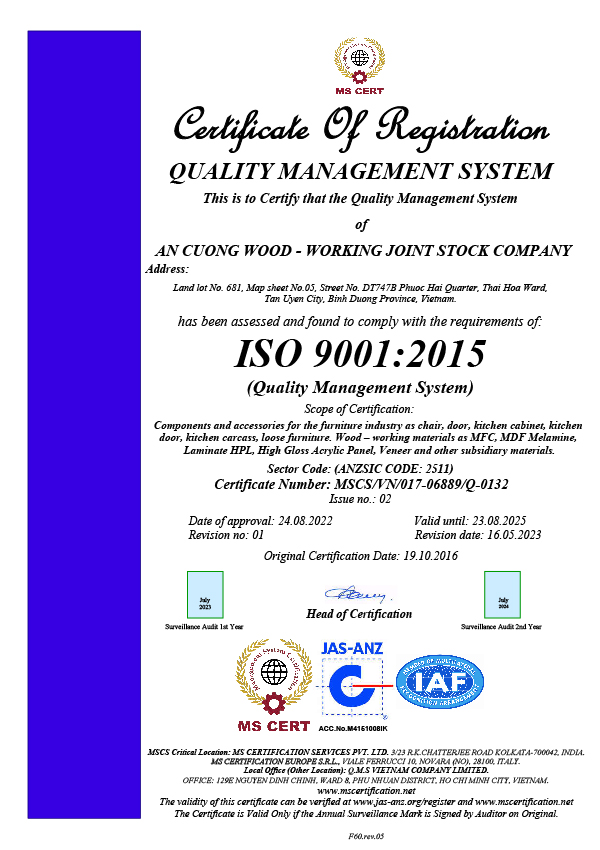 MS CERT
Certificate Of Registration
QUALITY MANAGEMENT SYSTEM
This is to Certify that the Quality Management System
of
AN CUONG WOOD - WORKING JOINT STOCK COMPANY
Address:
Land lot No. 681, Map sheet No.05, Street No. DT747B Phuoc Hai Quarter, Thai Hoa Ward,
Tan Uyen City, Binh Duong Province, Vietnam.
has been assessed and found to comply with the requirements of:
ISO 9001:2015
(Quality Management System)
Scope of Certification:
Components and accessories for the furniture industry as chair, door, kitchen cabinet, kitchen
door, kitchen carcass, loose furniture. Wood – working materials as MFC, MDF Melamine,
Laminate HPL, High Gloss Acrylic Panel, Veneer and other subsidiary materials.
Sector Code: (ANZSIC CODE: 2511)
Certificate Number: MSCS/VN/017-06889/Q-0132
Issue no.: 02
Date of approval: 24.08.2022 Valid until: 23.08.2025
Revision no: 01 Revision date: 16.05.2023
Original Certification Date: 19.10.2016
July
2023
July
2024
Head of Certification
Surveillance Audit 1st Year
Surveillance Audit 2nd Year
Management System Certification
MS CERT
JAS-ANZ
C
®
ACC.No.M4151008IK
MEMBER OF MULTILATERAL
IAF
RECOGNITION ARRANGEMENT
MSCS Critical Location: MS CERTIFICATION SERVICES PVT. LTD. 3/23 R.K.CHATTERJEE ROAD KOLKATA-700042, INDIA.
MS CERTIFICATION EUROPE S.R.L., VIALE FERRUCCI 10, NOVARA (NO), 28100, ITALY.
Local Office (Other Location): Q.M.S VIETNAM COMPANY LIMITED.
OFFICE: 129E NGUYEN DINH CHINH, WARD 8, PHU NHUAN DISTRICT, HO CHI MINH CITY, VIETNAM.
www.mscertification.net
The validity of this certificate can be verified at www.jas-anz.org/register and www.mscertification.net
The Certificate is Valid Only if the Annual Surveillance Mark is Signed by Auditor on Original.
F60.rev.05